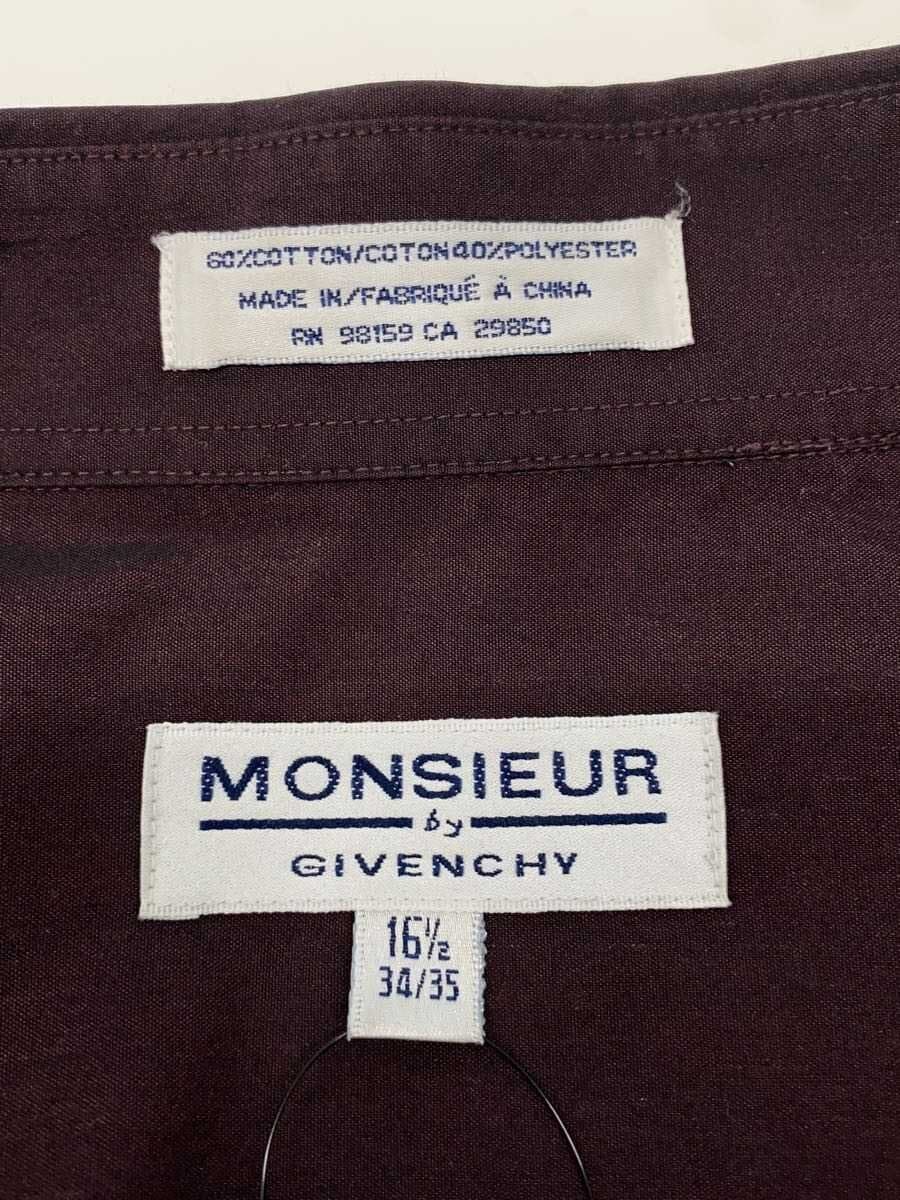 60%COTTON/COTON40%POLYESTER
MADE IN/FABRIQUÉ À CHINA
RN 98159 CA 29850
MONSIEUR
by
GIVENCHY
16½
34/35